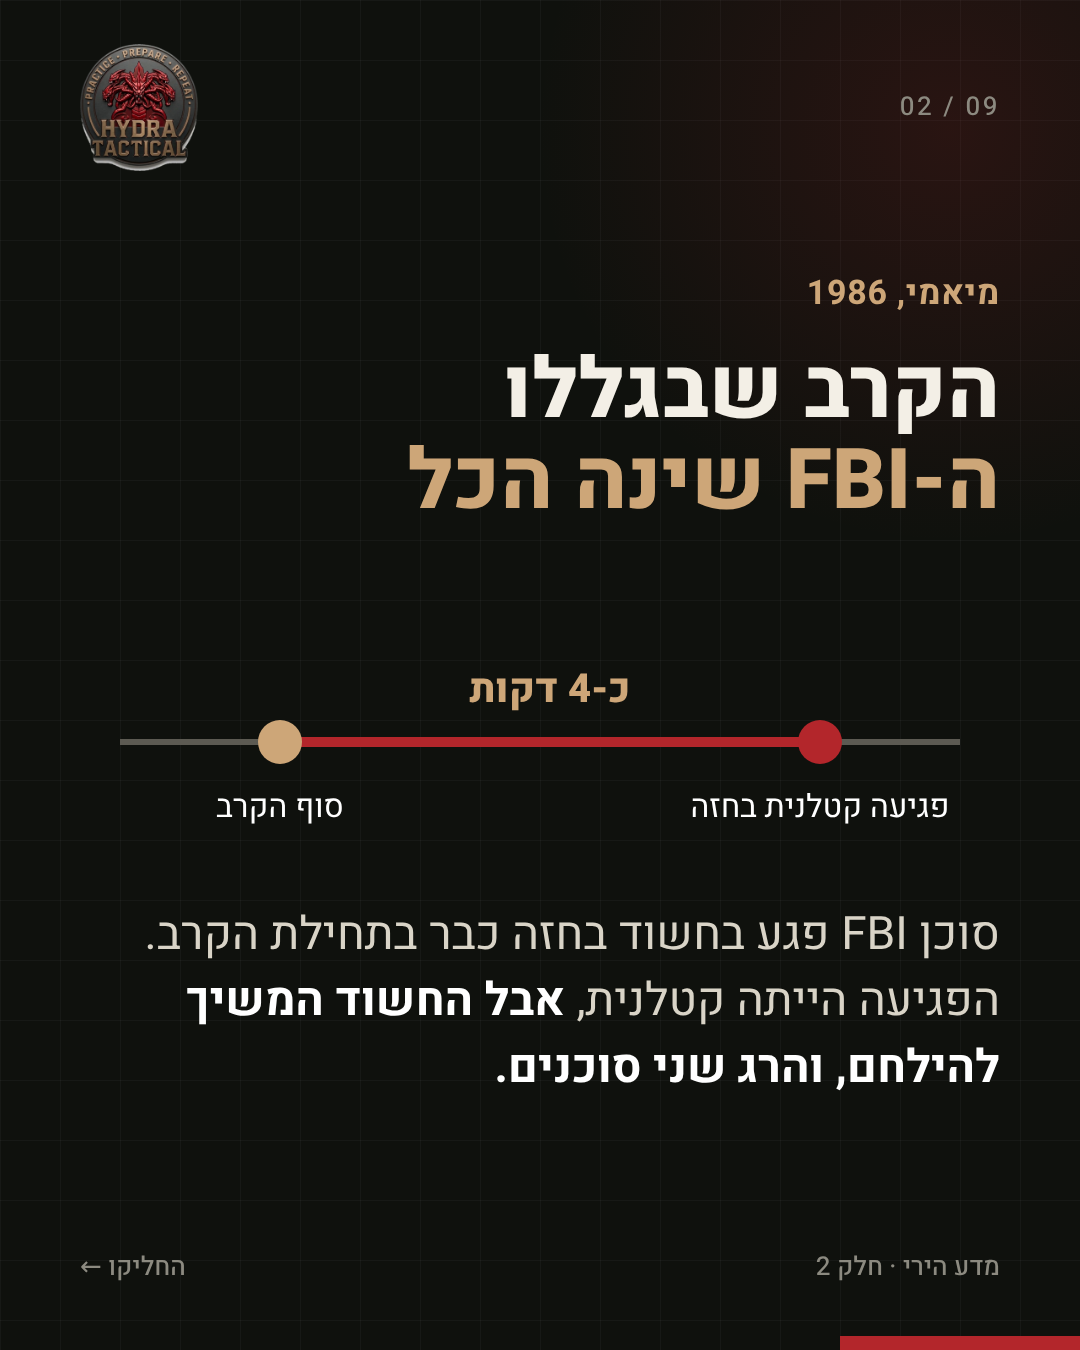 PRACTICE · PREPARE · REPEAT
HYDRA
TACTICAL
02 / 09
מיאמי, 1986
הקרב שבגללו
ה-FBI שינה הכל
כ-4 דקות
פגיעה קטלנית בחזה
סוף הקרב
סוכן FBI פגע בחשוד בחזה כבר בתחילת הקרב.
הפגיעה הייתה קטלנית, אבל החשוד המשיך
להילחם, והרג שני סוכנים.
מדע הירי · חלק 2
החליקו ←